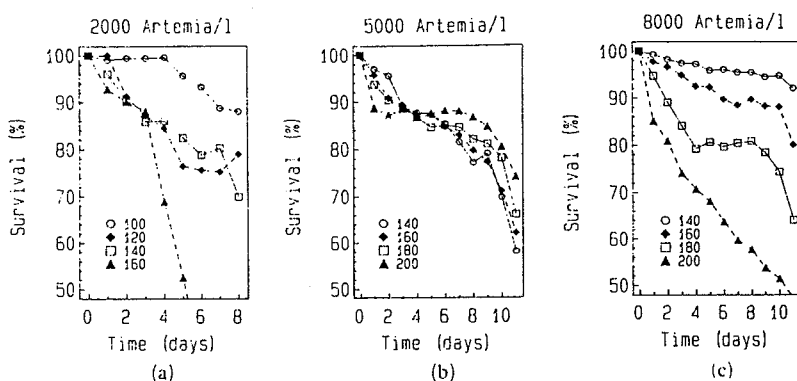 2000 Artemia/l
Survival (%)
100
90
80
70
60
50
100
120
140
160
0 2 4 6 8
Time (days)
(a)
5000 Artemia/l
Survival (%)
100
90
80
70
60
50
140
160
180
200
0 2 4 6 8 10
Time (days)
(b)
8000 Artemia/l
Survival (%)
100
90
80
70
60
50
140
160
180
200
0 2 4 6 8 10
Time (days)
(c)